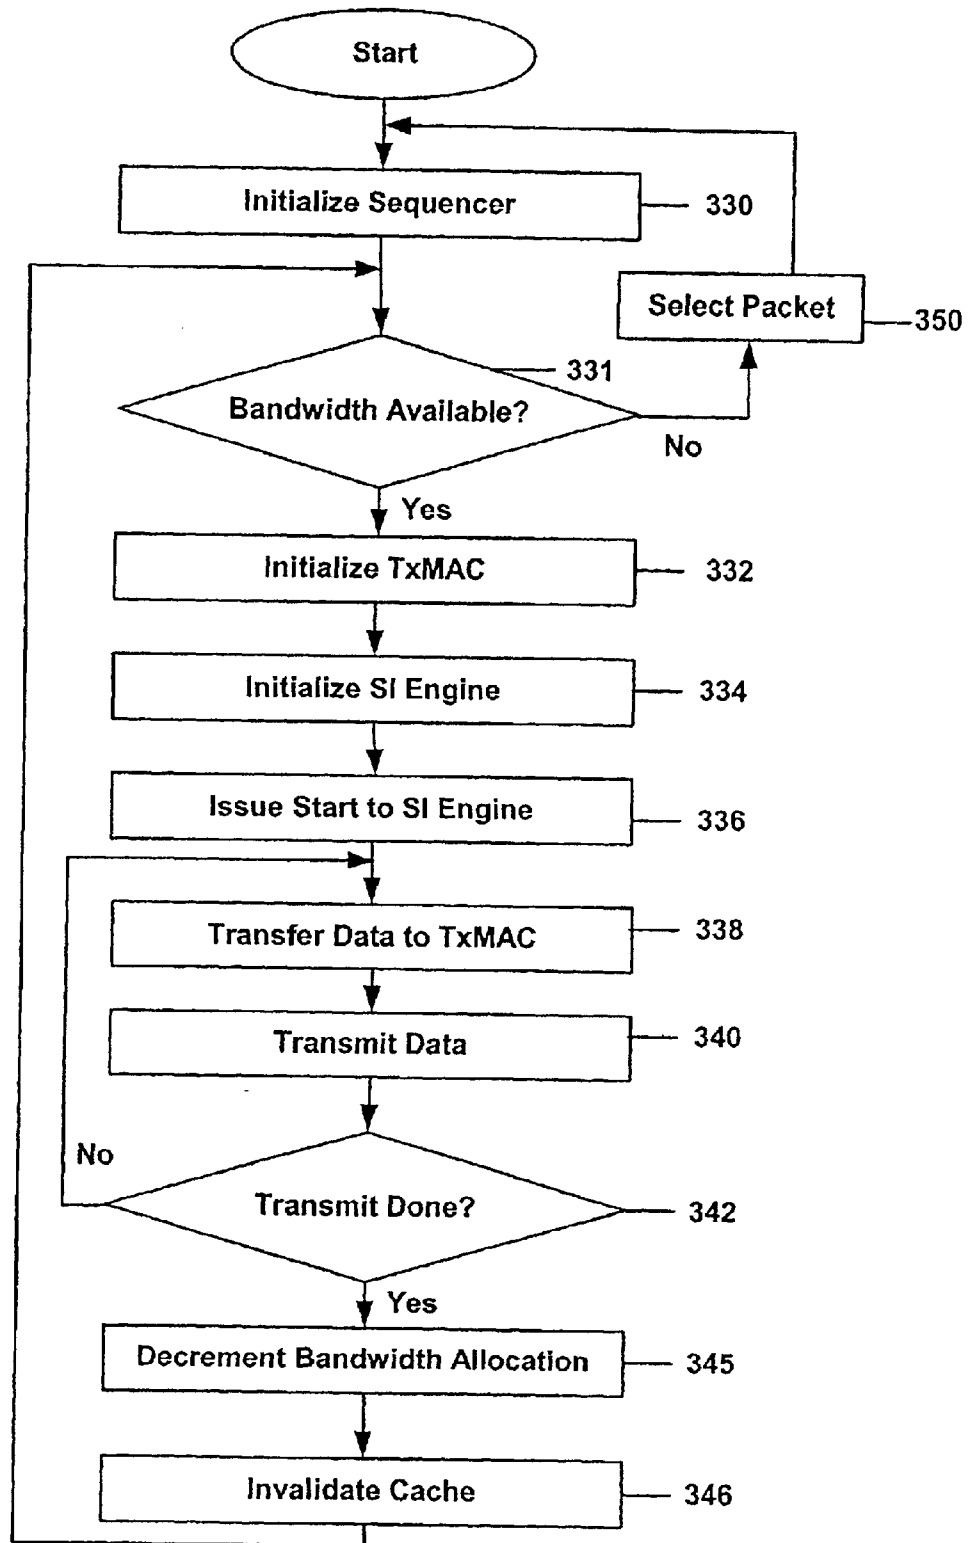 Start
Initialize Sequencer
330
Select Packet
350
331
Bandwidth Available?
No
Yes
Initialize TxMAC
332
Initialize SI Engine
334
Issue Start to SI Engine
336
Transfer Data to TxMAC
338
Transmit Data
340
No
Transmit Done?
342
Yes
Decrement Bandwidth Allocation
345
Invalidate Cache
346